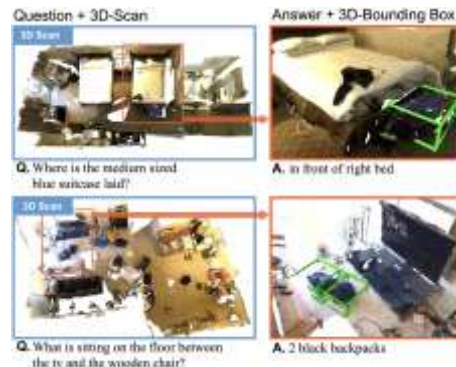 Question + 3D-Scan
Answer + 3D-Bounding Box
3D Scan
Q. Where is the medium sized
blue suitcase laid?
A. in front of right bed
3D Scan
Q. What is sitting on the floor between
the tv and the wooden chair?
A. 2 black backpacks